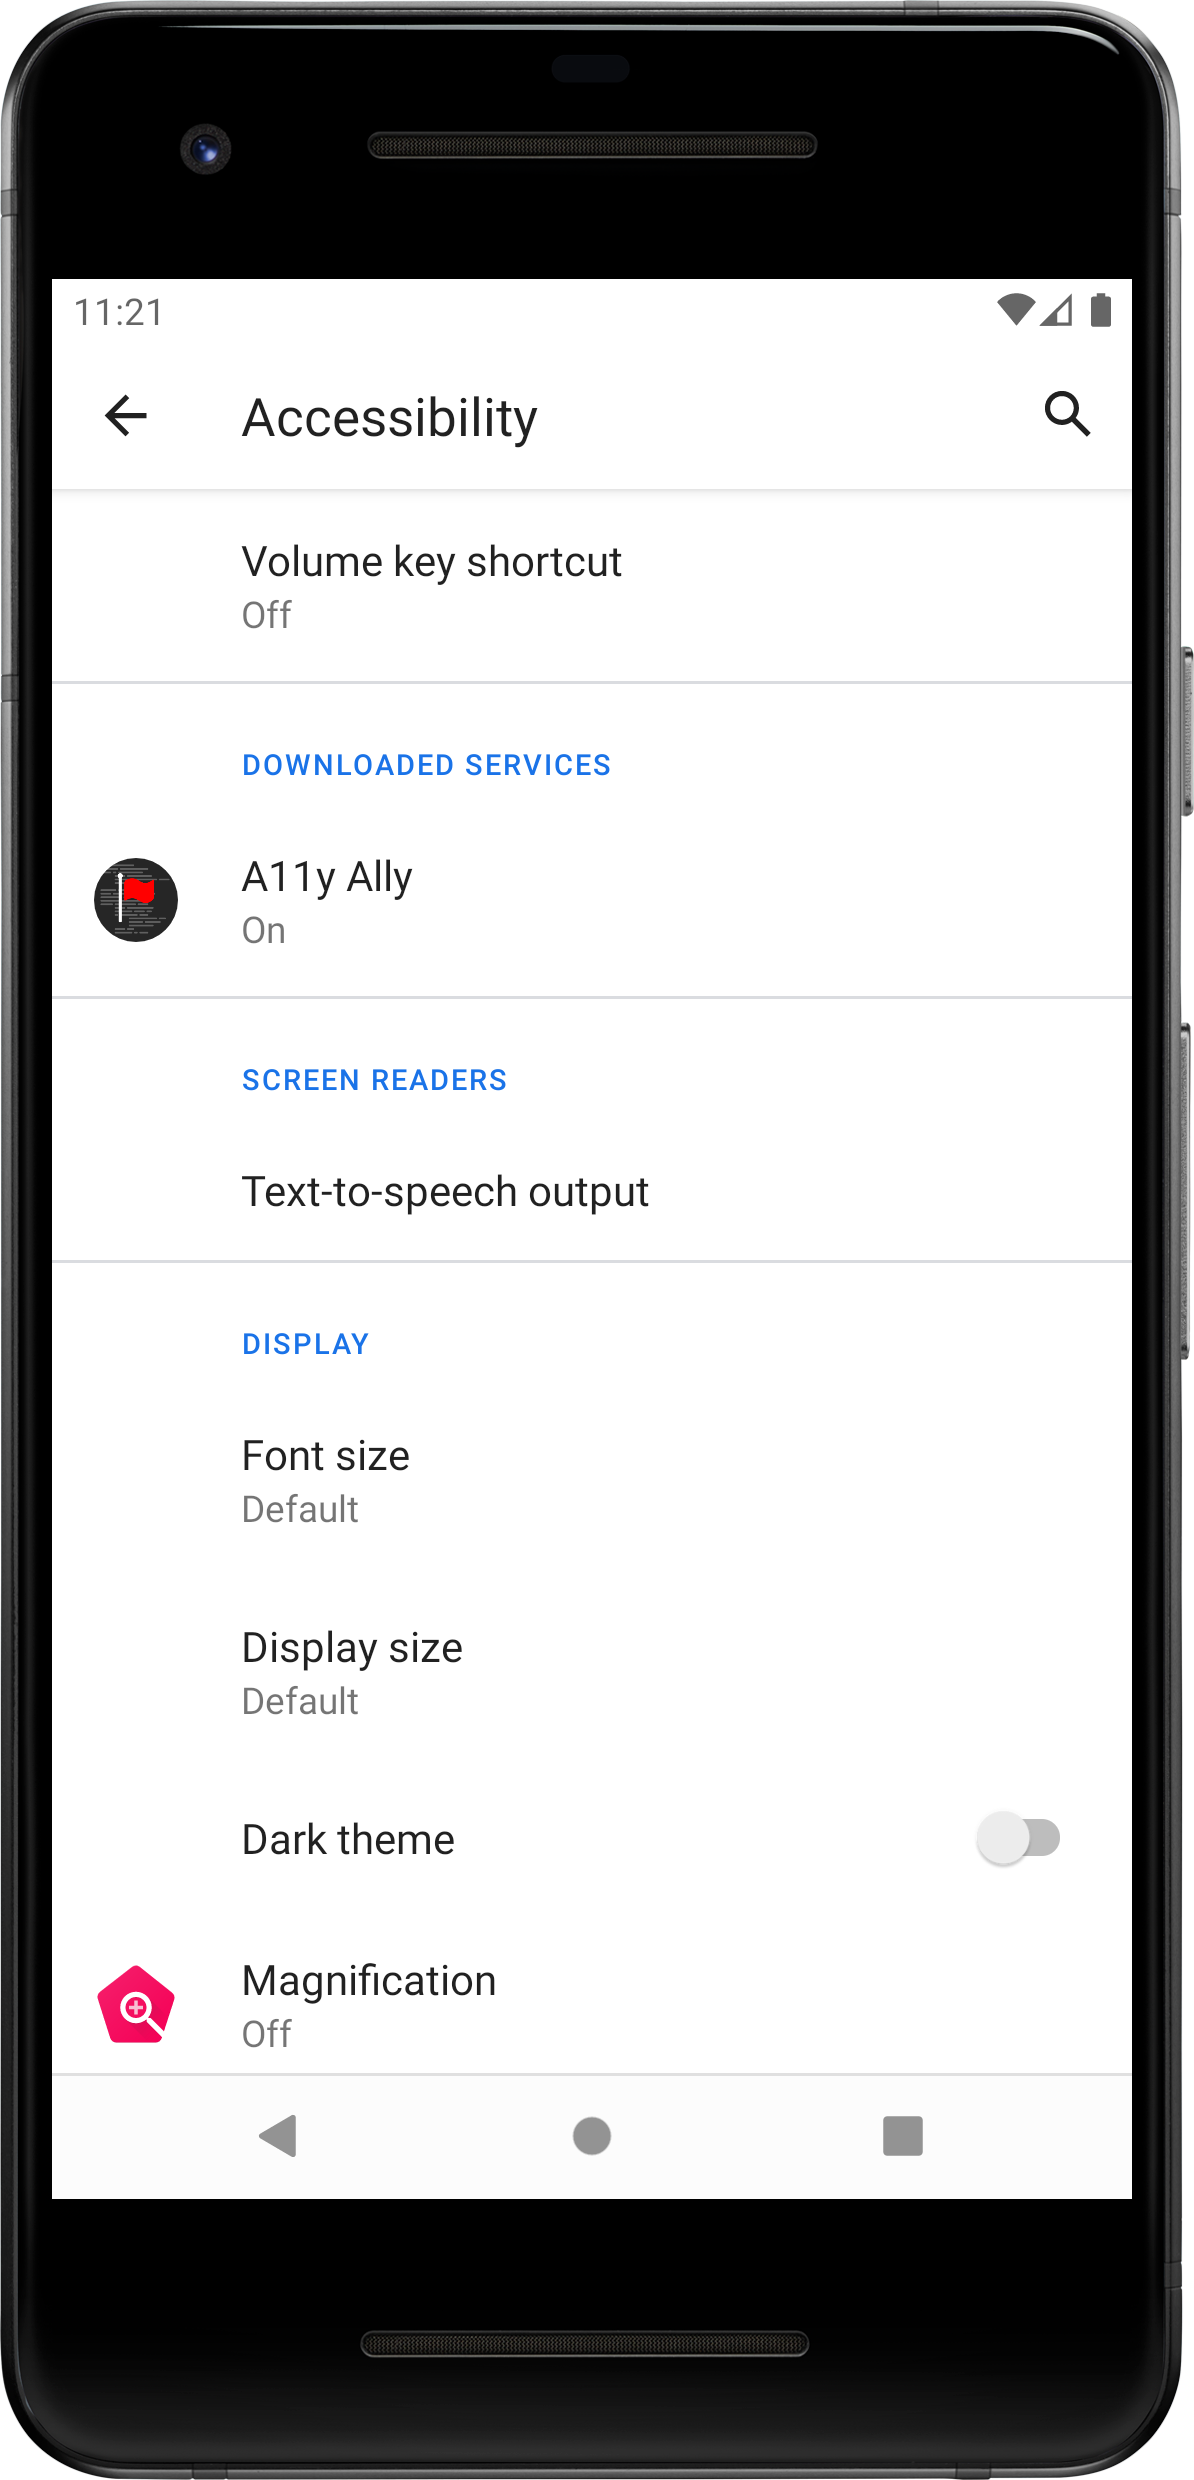 11:21
Accessibility
Volume key shortcut
Off
DOWNLOADED SERVICES
A11y Ally
On
SCREEN READERS
Text-to-speech output
DISPLAY
Font size
Default
Display size
Default
Dark theme
Magnification
Off